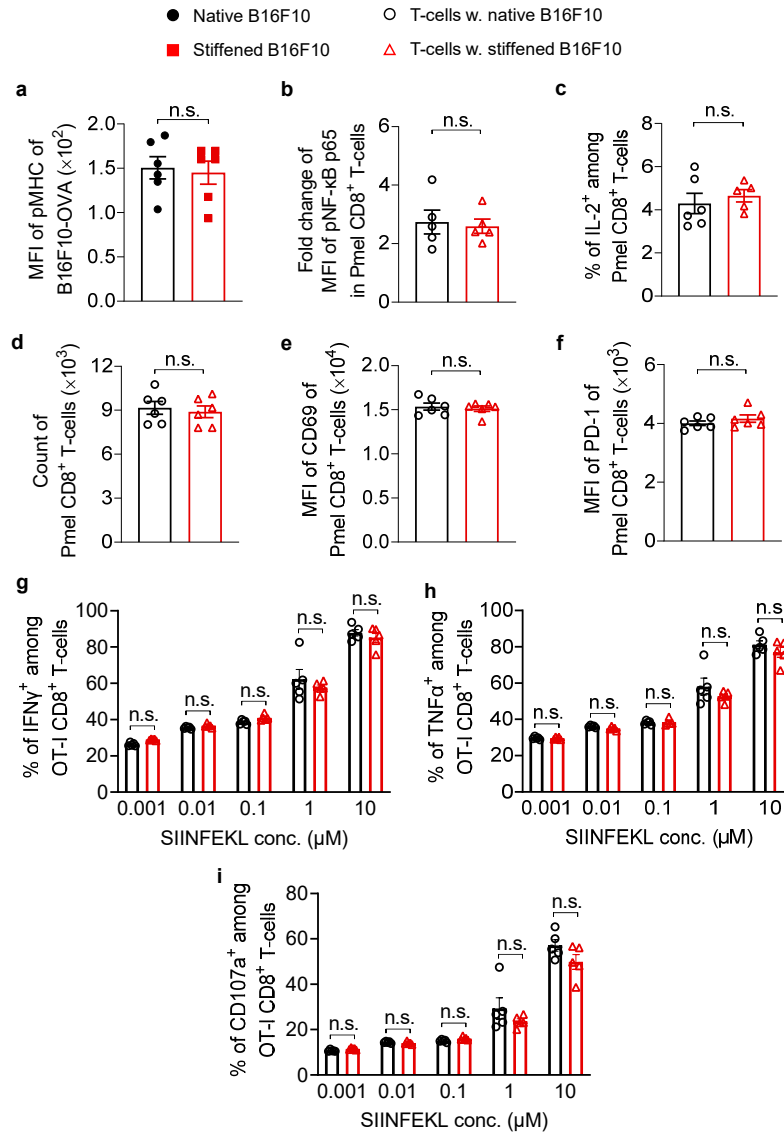 Native B16F10
T-cells w. native B16F10
Stiffened B16F10
T-cells w. stiffened B16F10
a
n.s.
MFI of pMHC of
B16F10-OVA (×10²)
2.0
1.5
1.0
0.5
0.0
b
n.s.
Fold change of
MFI of pNF-κB p65
in Pmel CD8⁺ T-cells
6
4
2
0
c
n.s.
% of IL-2⁺ among
Pmel CD8⁺ T-cells
8
6
4
2
0
d
n.s.
Count of
Pmel CD8⁺ T-cells (×10³)
12
9
6
3
0
e
n.s.
MFI of CD69 of
Pmel CD8⁺ T-cells (×10⁴)
2.0
1.5
1.0
0.5
0.0
f
n.s.
MFI of PD-1 of
Pmel CD8⁺ T-cells (×10³)
6
4
2
0
g
% of IFNγ⁺ among
OT-I CD8⁺ T-cells
100
80
60
40
20
0
n.s.
n.s.
n.s.
n.s.
n.s.
0.001
0.01
0.1
1
10
SIINFEKL conc. (µM)
h
% of TNFα⁺ among
OT-I CD8⁺ T-cells
100
80
60
40
20
0
n.s.
n.s.
n.s.
n.s.
n.s.
0.001
0.01
0.1
1
10
SIINFEKL conc. (µM)
i
% of CD107a⁺ among
OT-I CD8⁺ T-cells
80
60
40
20
0
n.s.
n.s.
n.s.
n.s.
n.s.
0.001
0.01
0.1
1
10
SIINFEKL conc. (µM)